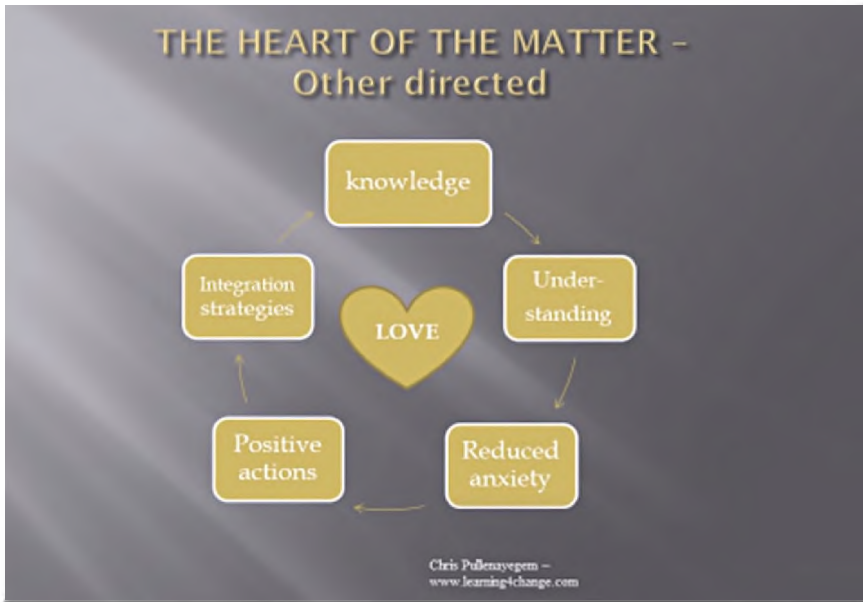 THE HEART OF THE MATTER –
Other directed
knowledge
Under-
standing
Reduced
anxiety
Positive
actions
Integration
strategies
LOVE
Chris Pullenayegem –
www.learning4change.com